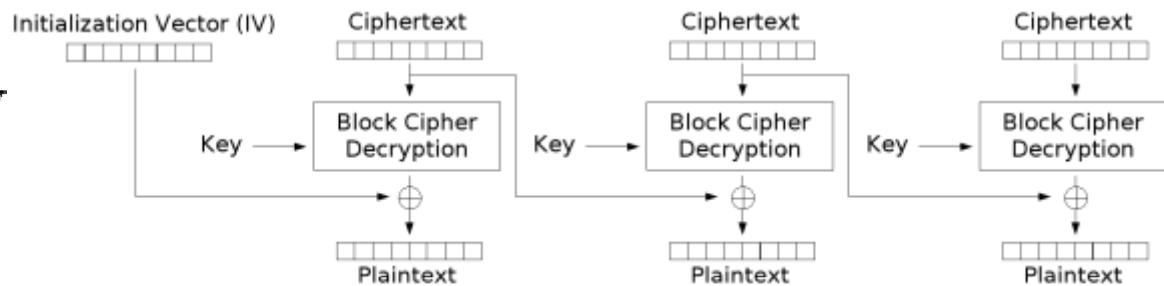 Initialization Vector (IV)
Ciphertext
Ciphertext
Ciphertext
Key
Block Cipher
Decryption
Key
Block Cipher
Decryption
Key
Block Cipher
Decryption
Plaintext
Plaintext
Plaintext